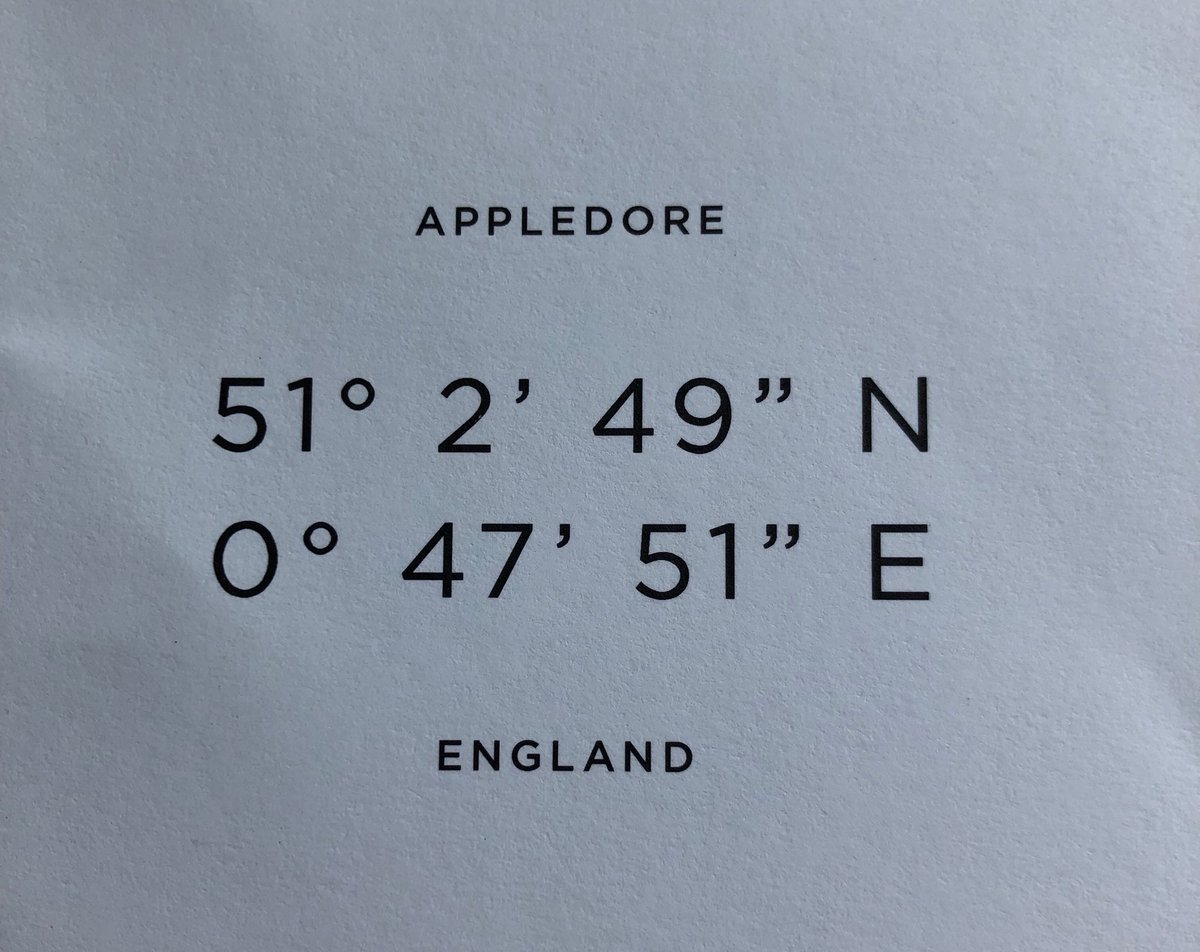 APPLEDORE
51° 2’ 49” N
0° 47’ 51” E
ENGLAND